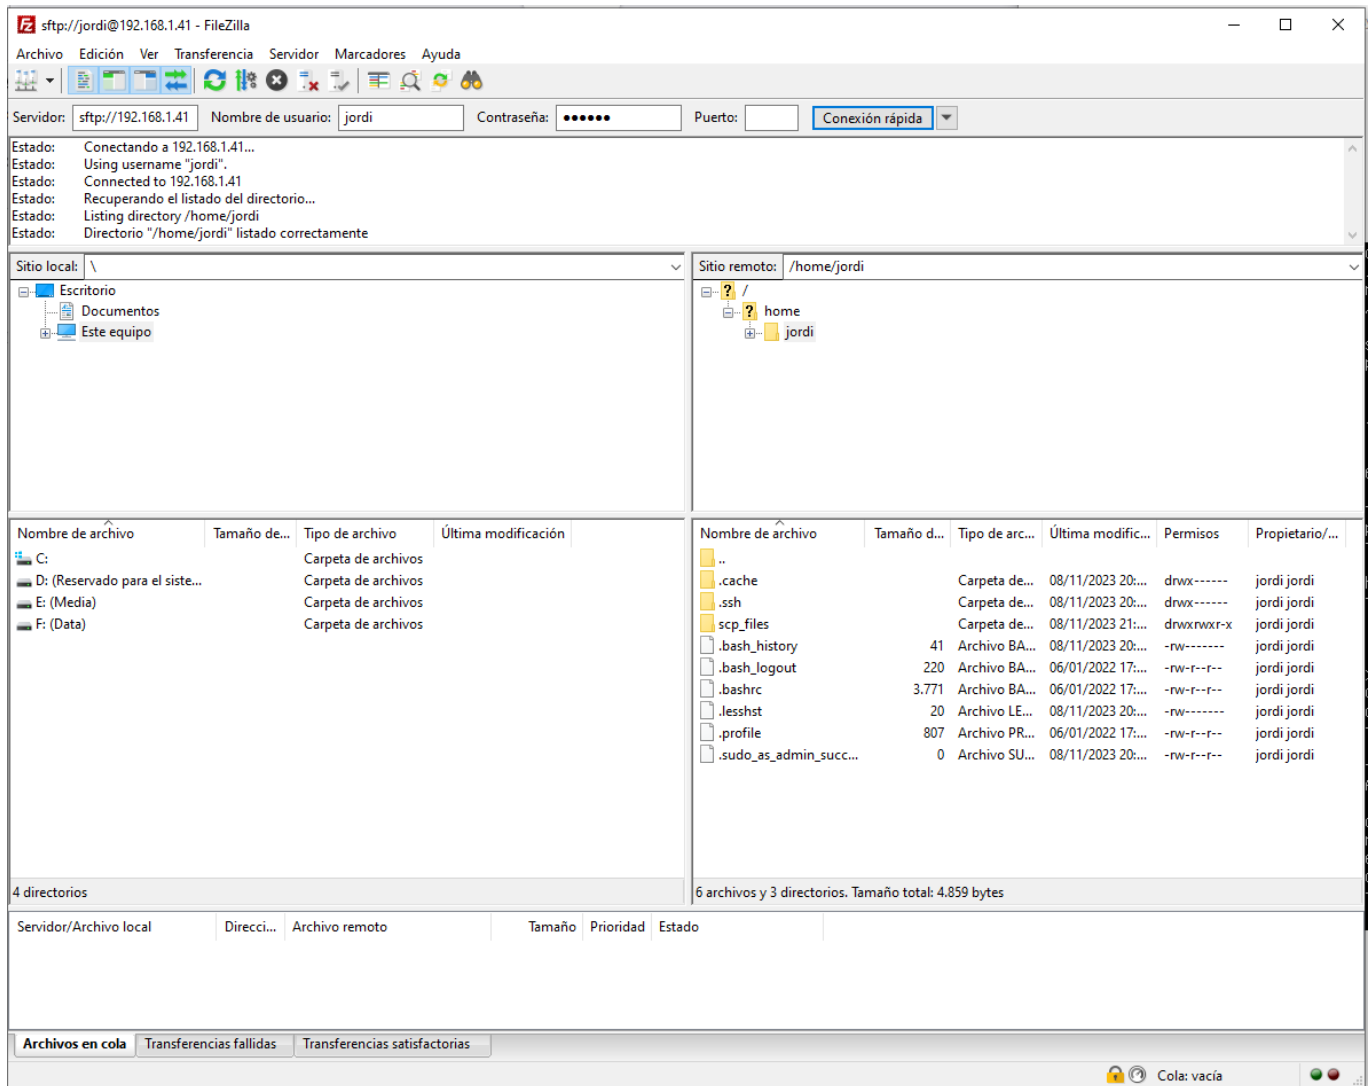 sftp://jordi@192.168.1.41 - FileZilla
Archivo Edición Ver Transferencia Servidor Marcadores Ayuda
Servidor: sftp://192.168.1.41 Nombre de usuario: jordi Contraseña: ●●●●●● Puerto: Conexión rápida
Estado: Conectando a 192.168.1.41...
Estado: Using username "jordi".
Estado: Connected to 192.168.1.41
Estado: Recuperando el listado del directorio...
Estado: Listing directory /home/jordi
Estado: Directorio "/home/jordi" listado correctamente
Sitio local: \
Escritorio
Documentos
Este equipo
Sitio remoto: /home/jordi
/
home
jordi
Nombre de archivo Tamaño de... Tipo de archivo Última modificación
C: Carpeta de archivos
D: (Reservado para el siste... Carpeta de archivos
E: (Media) Carpeta de archivos
F: (Data) Carpeta de archivos
4 directorios
Nombre de archivo Tamaño d... Tipo de arc... Última modific... Permisos Propietario/...
..
.cache Carpeta de... 08/11/2023 20:... drwx------ jordi jordi
.ssh Carpeta de... 08/11/2023 20:... drwx------ jordi jordi
scp_files Carpeta de... 08/11/2023 21:... drwxrwxr-x jordi jordi
.bash_history 41 Archivo BA... 08/11/2023 20:... -rw------- jordi jordi
.bash_logout 220 Archivo BA... 06/01/2022 17:... -rw-r--r-- jordi jordi
.bashrc 3.771 Archivo BA... 06/01/2022 17:... -rw-r--r-- jordi jordi
.lesshst 20 Archivo LE... 08/11/2023 20:... -rw------- jordi jordi
.profile 807 Archivo PR... 06/01/2022 17:... -rw-r--r-- jordi jordi
.sudo_as_admin_succ... 0 Archivo SU... 08/11/2023 20:... -rw-r--r-- jordi jordi
6 archivos y 3 directorios. Tamaño total: 4.859 bytes
Servidor/Archivo local Direcci... Archivo remoto Tamaño Prioridad Estado
Archivos en cola Transferencias fallidas Transferencias satisfactorias
Cola: vacía